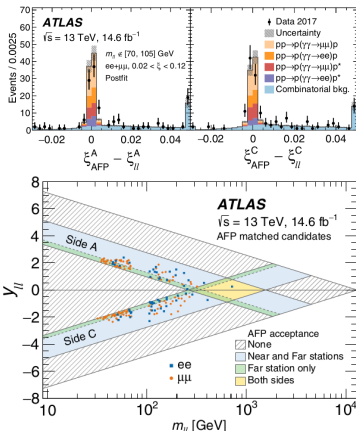 ATLAS
√s = 13 TeV, 14.6 fb⁻¹
m_ll ∉ [70, 105] GeV
ee+μμ, 0.02 < ξ < 0.12
Postfit
Events / 0.0025
100
80
60
40
20
0
−0.02 0 0.02
ξ^A_AFP − ξ^A_ll
Data 2017
Uncertainty
pp→p(γγ→μμ)p
pp→p(γγ→ee)p
pp→p(γγ→μμ)p*
pp→p(γγ→ee)p*
Combinatorial bkg.
−0.02 0 0.02
ξ^C_AFP − ξ^C_ll
y_ll
8
6
4
2
0
−2
−4
−6
−8
ATLAS
√s = 13 TeV, 14.6 fb⁻¹
AFP matched candidates
Side A
Side C
ee
μμ
AFP acceptance
None
Near and Far stations
Far station only
Both sides
10 10² 10³ 10⁴
m_ll [GeV]